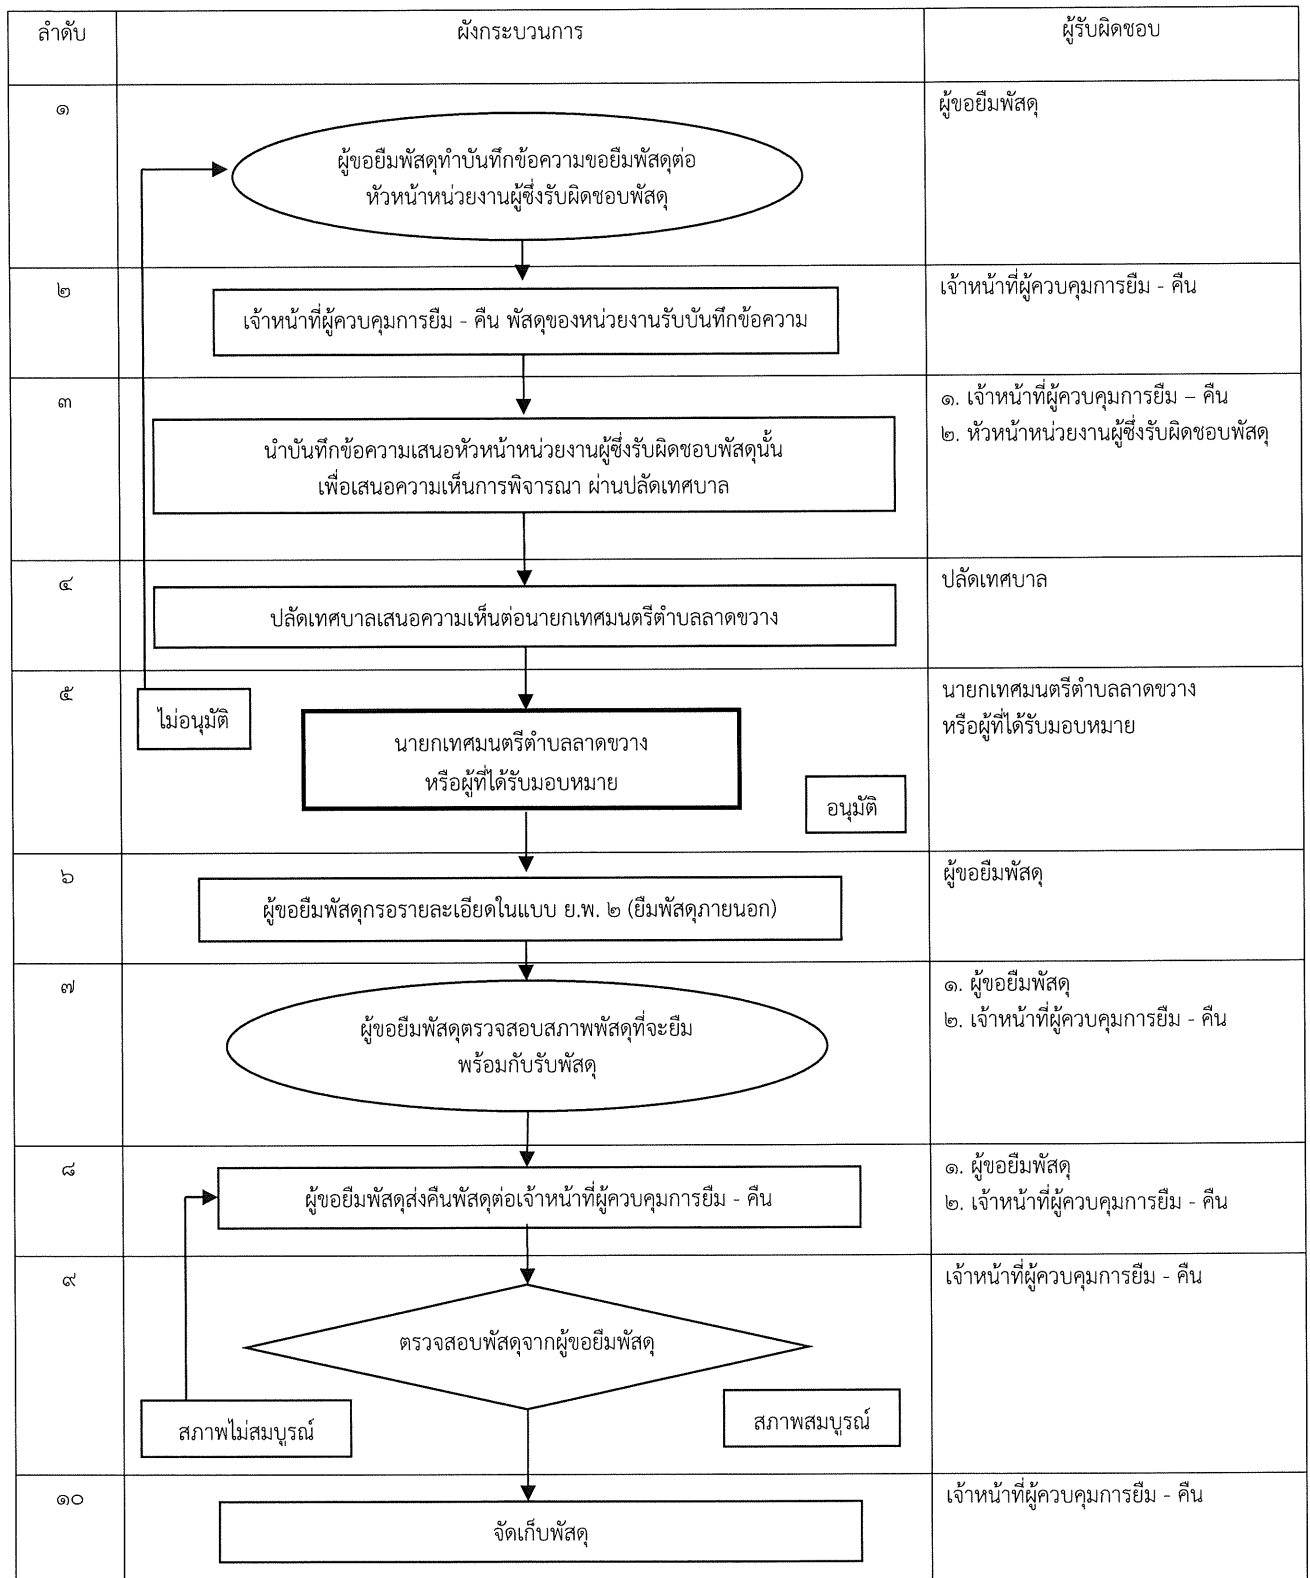 ลำดับ
ผังกระบวนการ
ผู้รับผิดชอบ
๑
ผู้ขอยืมพัสดุทำบันทึกข้อความขอยืมพัสดุต่อ
หัวหน้าหน่วยงานผู้ซึ่งรับผิดชอบพัสดุ
ผู้ขอยืมพัสดุ
๒
เจ้าหน้าที่ผู้ควบคุมการยืม - คืน พัสดุของหน่วยงานรับบันทึกข้อความ
เจ้าหน้าที่ผู้ควบคุมการยืม - คืน
๓
นำบันทึกข้อความเสนอหัวหน้าหน่วยงานผู้ซึ่งรับผิดชอบพัสดุนั้น
เพื่อเสนอความเห็นการพิจารณา ผ่านปลัดเทศบาล
๑. เจ้าหน้าที่ผู้ควบคุมการยืม – คืน
๒. หัวหน้าหน่วยงานผู้ซึ่งรับผิดชอบพัสดุ
๔
ปลัดเทศบาลเสนอความเห็นต่อนายกเทศมนตรีตำบลลาดขวาง
ปลัดเทศบาล
๕
ไม่อนุมัติ
นายกเทศมนตรีตำบลลาดขวาง
หรือผู้ที่ได้รับมอบหมาย
อนุมัติ
นายกเทศมนตรีตำบลลาดขวาง
หรือผู้ที่ได้รับมอบหมาย
๖
ผู้ขอยืมพัสดุกรอรายละเอียดในแบบ ย.พ. ๒ (ยืมพัสดุภายนอก)
ผู้ขอยืมพัสดุ
๗
ผู้ขอยืมพัสดุตรวจสอบสภาพพัสดุที่จะยืม
พร้อมกับรับพัสดุ
๑. ผู้ขอยืมพัสดุ
๒. เจ้าหน้าที่ผู้ควบคุมการยืม - คืน
๘
ผู้ขอยืมพัสดุส่งคืนพัสดุต่อเจ้าหน้าที่ผู้ควบคุมการยืม - คืน
๑. ผู้ขอยืมพัสดุ
๒. เจ้าหน้าที่ผู้ควบคุมการยืม - คืน
๙
ตรวจสอบพัสดุจากผู้ขอยืมพัสดุ
สภาพไม่สมบูรณ์
สภาพสมบูรณ์
เจ้าหน้าที่ผู้ควบคุมการยืม - คืน
๑๐
จัดเก็บพัสดุ
เจ้าหน้าที่ผู้ควบคุมการยืม - คืน